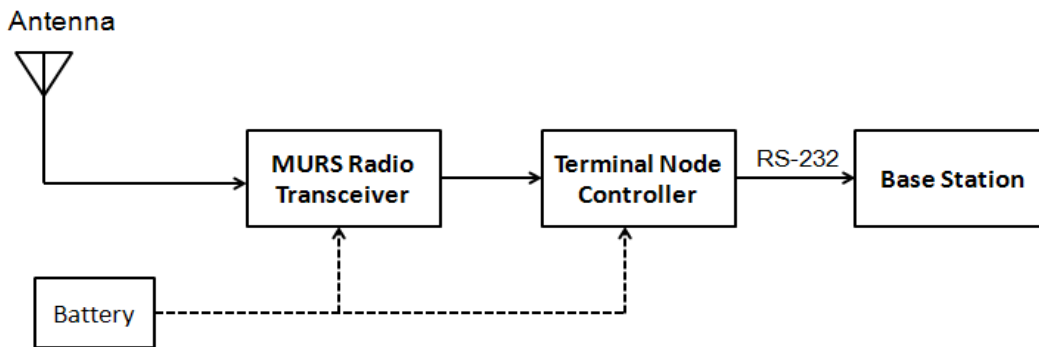 Antenna
MURS Radio
Transceiver
Terminal Node
Controller
RS-232
Base Station
Battery